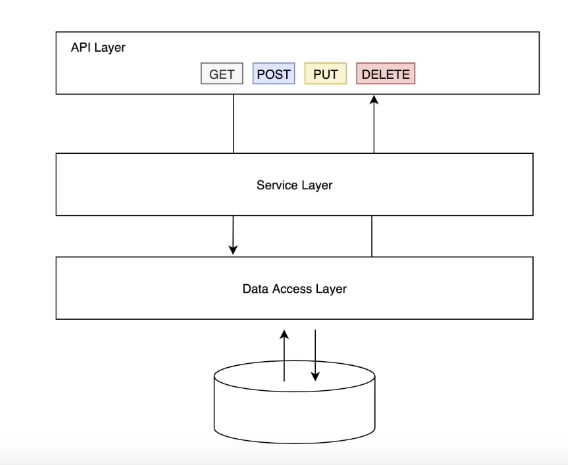 API Layer
GET POST PUT DELETE
Service Layer
Data Access Layer